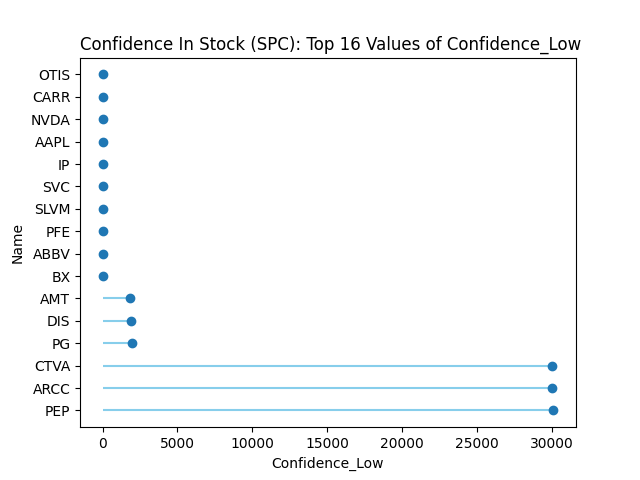 Confidence In Stock (SPC): Top 16 Values of Confidence_Low
OTIS
CARR
NVDA
AAPL
IP
SVC
SLVM
PFE
ABBV
BX
AMT
DIS
PG
CTVA
ARCC
PEP
Name
0 5000 10000 15000 20000 25000 30000
Confidence_Low